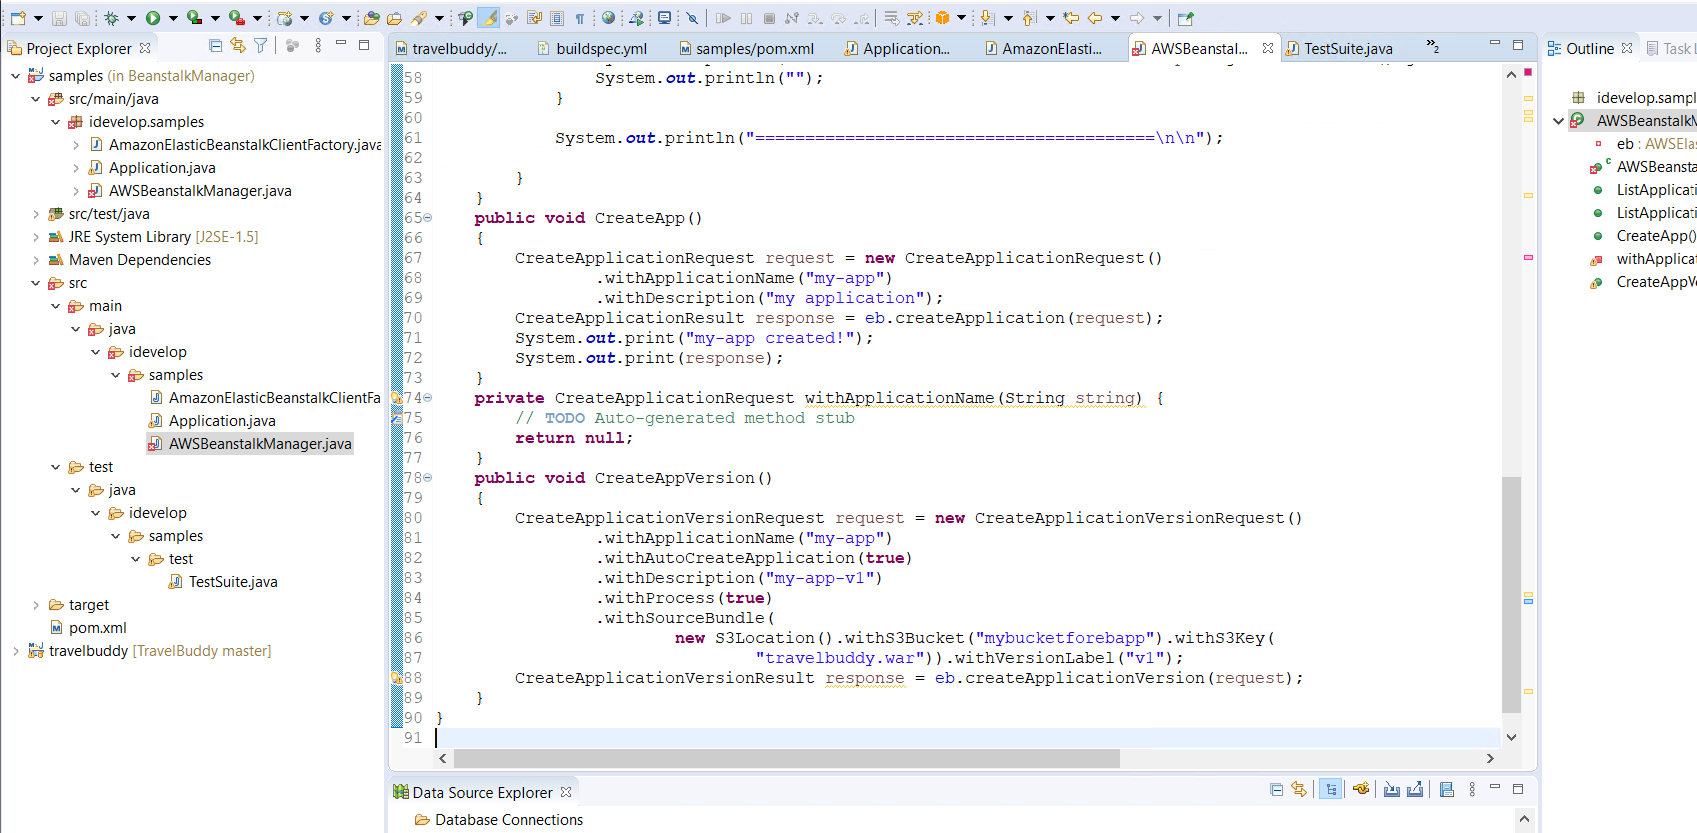 Project Explorer
samples (in BeanstalkManager)
src/main/java
idevelop.samples
AmazonElasticBeanstalkClientFactory.java
Application.java
AWSBeanstalkManager.java
src/test/java
JRE System Library [J2SE-1.5]
Maven Dependencies
src
main
java
idevelop
samples
AmazonElasticBeanstalkClientFa
Application.java
AWSBeanstalkManager.java
test
java
idevelop
samples
test
TestSuite.java
target
pom.xml
travelbuddy [TravelBuddy master]
travelbuddy/...
buildspec.yml
samples/pom.xml
Application...
AmazonElasti...
AWSBeanstal...
TestSuite.java
»2
58 System.out.println("");
59 }
60
61 System.out.println("========================================\n\n");
62
63 }
64 }
65 public void CreateApp()
66 {
67 CreateApplicationRequest request = new CreateApplicationRequest()
68 .withApplicationName("my-app")
69 .withDescription("my application");
70 CreateApplicationResult response = eb.createApplication(request);
71 System.out.print("my-app created!");
72 System.out.print(response);
73 }
74 private CreateApplicationRequest withApplicationName(String string) {
75 // TODO Auto-generated method stub
76 return null;
77 }
78 public void CreateAppVersion()
79 {
80 CreateApplicationVersionRequest request = new CreateApplicationVersionRequest()
81 .withApplicationName("my-app")
82 .withAutoCreateApplication(true)
83 .withDescription("my-app-v1")
84 .withProcess(true)
85 .withSourceBundle(
86 new S3Location().withS3Bucket("mybucketforebapp").withS3Key(
87 "travelbuddy.war")).withVersionLabel("v1");
88 CreateApplicationVersionResult response = eb.createApplicationVersion(request);
89 }
90 }
91
Data Source Explorer
Database Connections
Outline
Task L
idevelop.sampl
AWSBeanstalkM
eb : AWSElas
AWSBeansta
ListApplicati
ListApplicati
CreateApp()
withApplicat
CreateAppVe